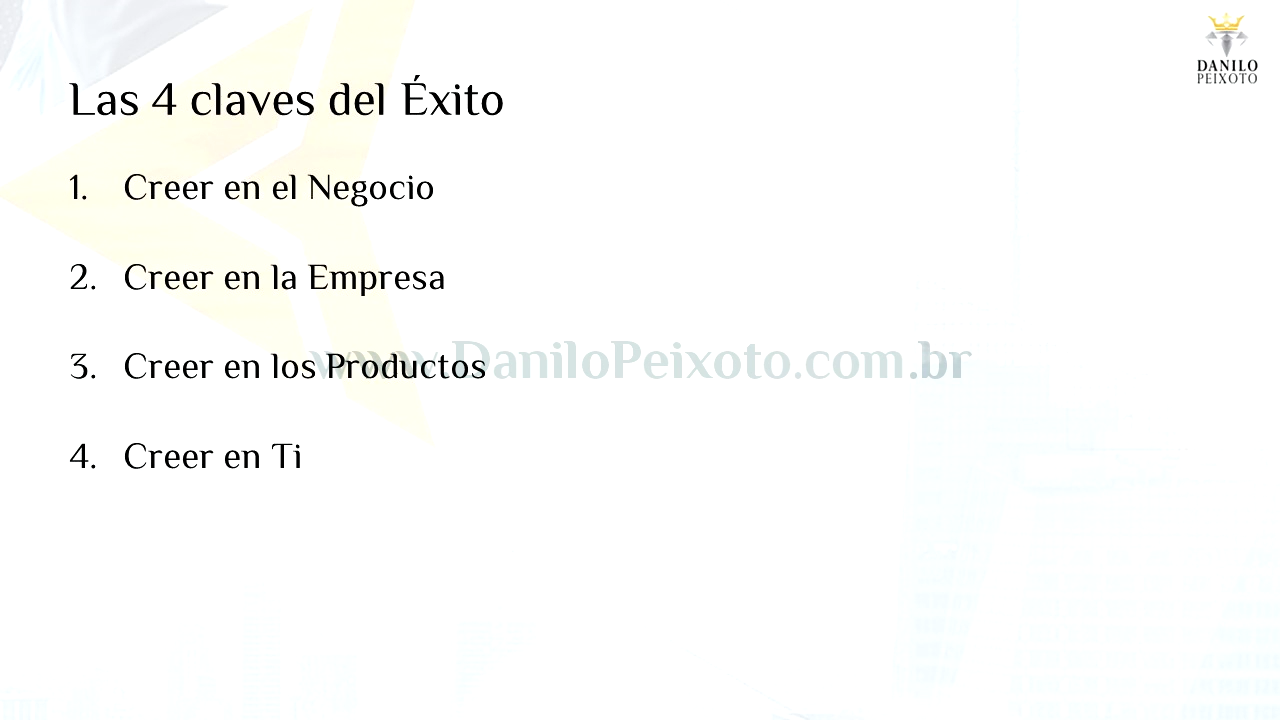 DANILO
PEIXOTO
Las 4 claves del Éxito
1. Creer en el Negocio
2. Creer en la Empresa
www.DaniloPeixoto.com.br
3. Creer en los Productos
4. Creer en Ti